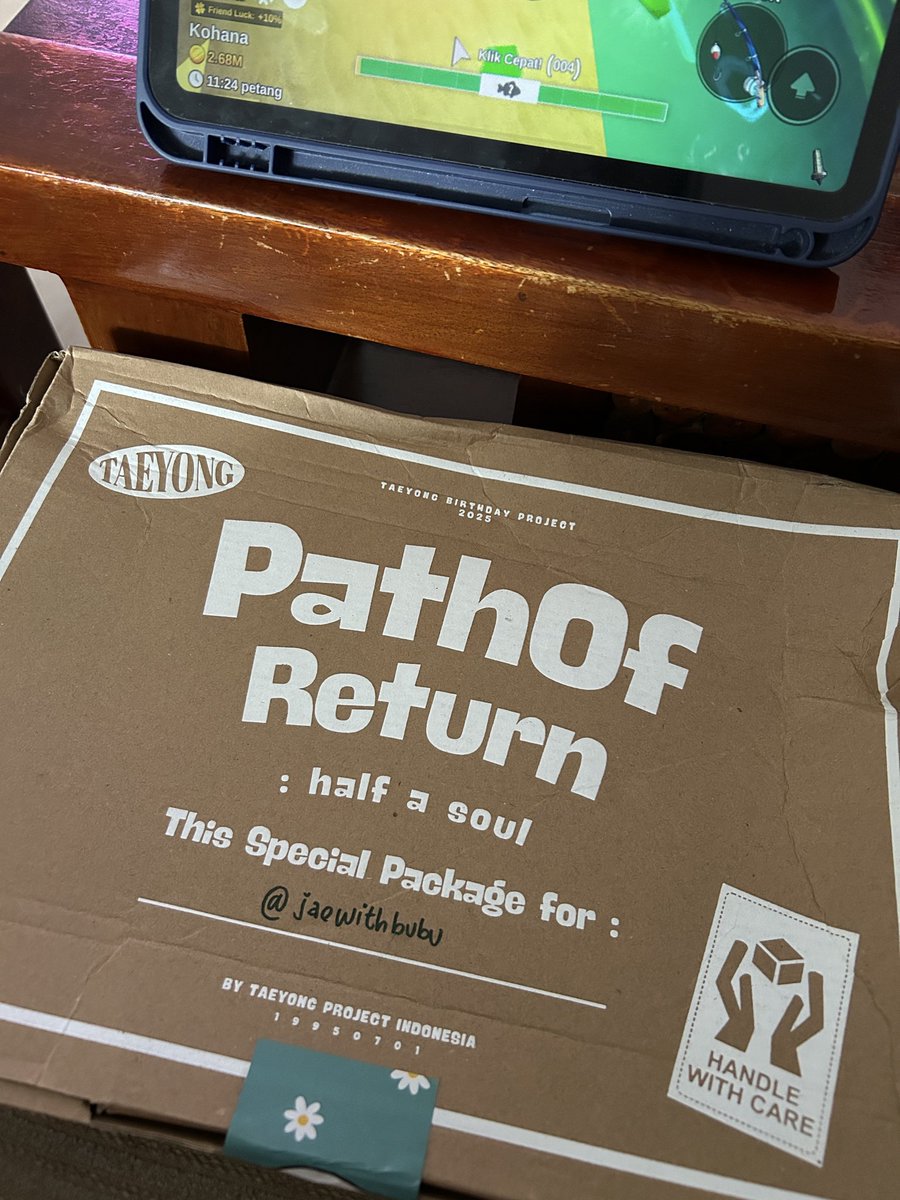 Friend Luck: +10%
Kohana
2.68M
11:24 petang
Klik Cepat! (004)
TAEYONG
TAEYONG BIRTHDAY PROJECT
2025
PathOf
Return
: half a soul
This Special Package for :
@jaewithbubu
BY TAEYONG PROJECT INDONESIA
19950701
HANDLE
WITH CARE